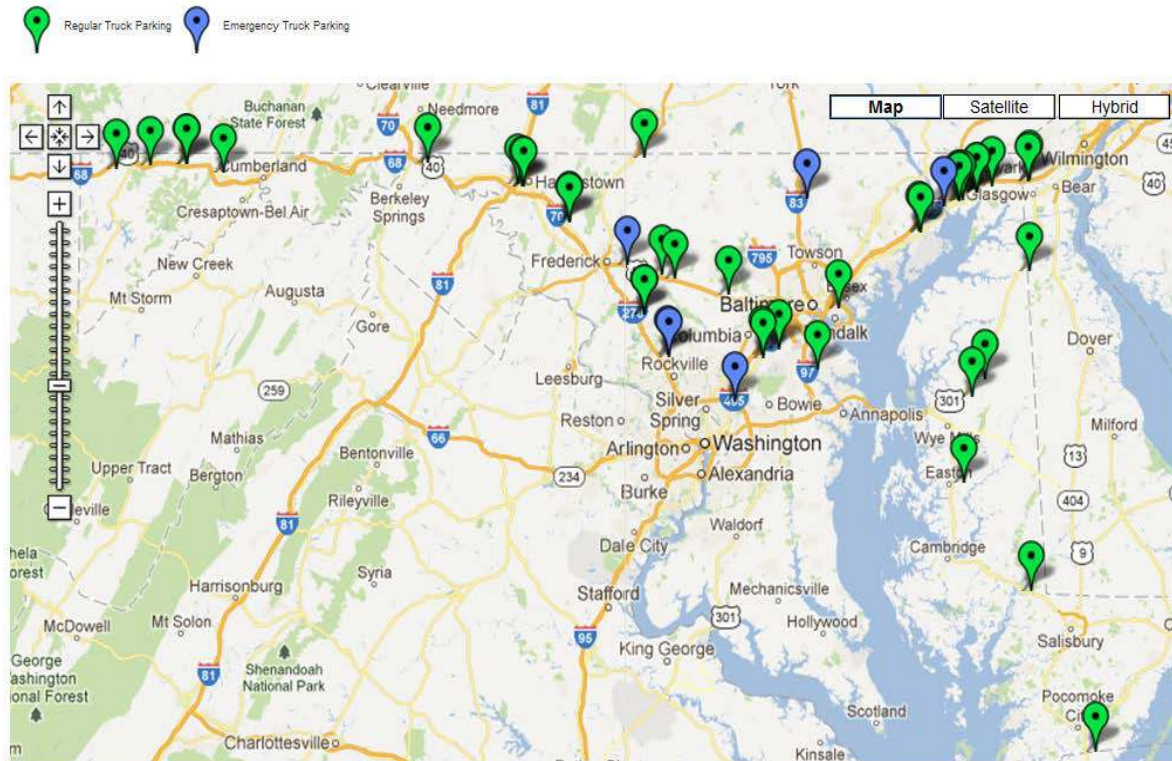 Regular Truck Parking
Emergency Truck Parking
Clearville
Needmore
York
Buchanan
State Forest
70
81
Map
Satellite
Hybrid
40
68
Cumberland
68
40
Hagerstown
Wilmington
Cresaptown-Bel Air
Berkeley
Springs
70
83
Glasgow
Bear
40
New Creek
Frederick
795
Towson
Mt Storm
Augusta
81
270
Baltimore
Essex
Gore
Columbia
Dundalk
Rockville
97
Dover
Leesburg
259
Silver
Spring
495
Bowie
301
Annapolis
Reston
Mathias
66
Arlington
Washington
Wye Mills
Milford
Upper Tract
Bergton
Bentonville
234
Alexandria
Easton
13
Burke
Rileyville
404
81
Waldorf
Dale City
Cambridge
9
Syria
Harrisonburg
Stafford
Mechanicsville
McDowell
Mt Solon
95
301
Hollywood
Salisbury
George
Washington
National Forest
81
Shenandoah
National Park
King George
Pocomoke
City
Scotland
Charlottesville
Kinsale